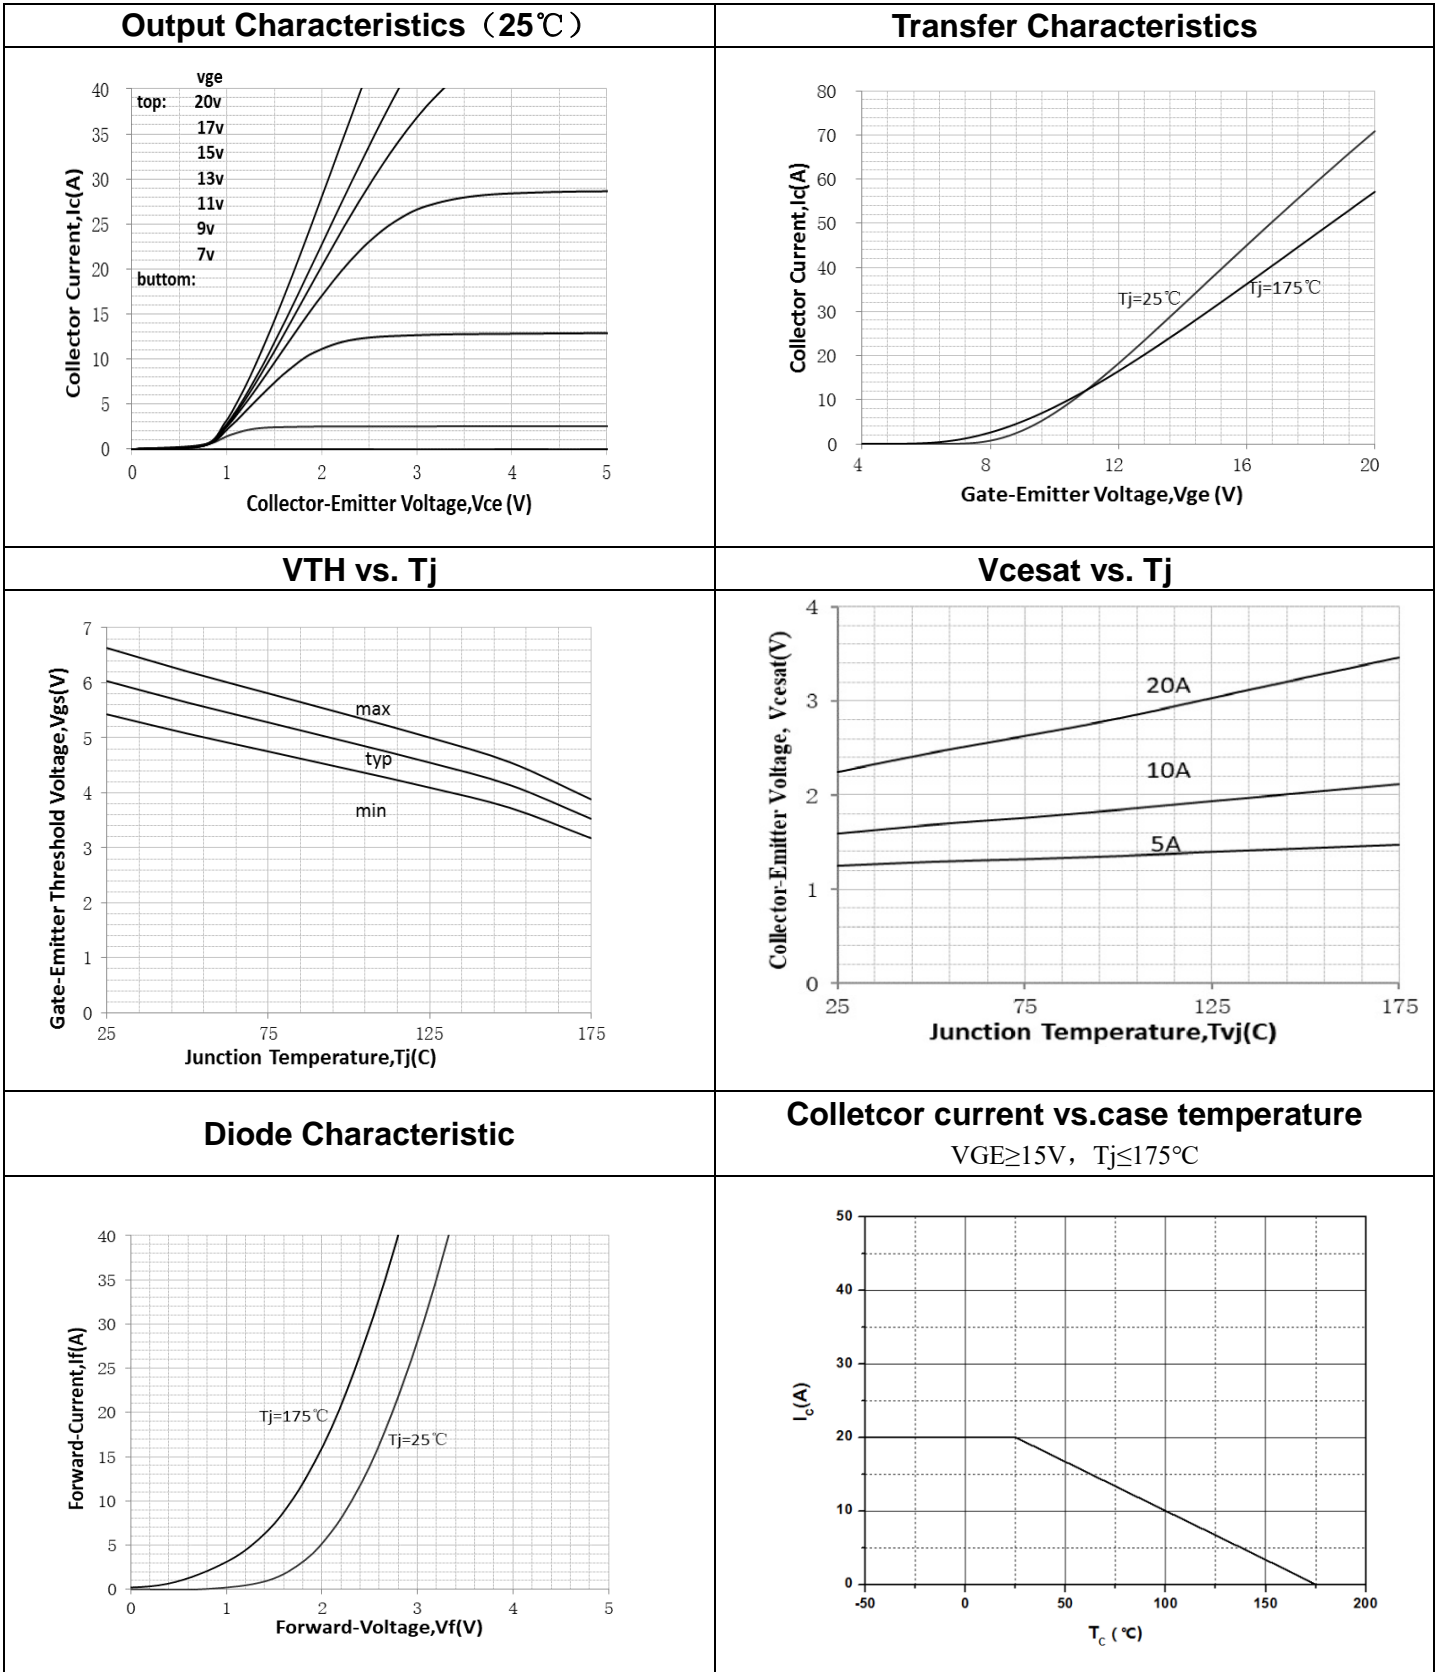 Output Characteristics（25℃）
Transfer Characteristics
vge
top: 20v
17v
15v
13v
11v
9v
7v
buttom:
40
35
30
25
20
15
10
5
0
0 1 2 3 4 5
Collector Current,Ic(A)
Collector-Emitter Voltage,Vce (V)
80
70
60
50
40
30
20
10
0
4 8 12 16 20
Tj=25℃
Tj=175℃
Collector Current,Ic(A)
Gate-Emitter Voltage,Vge (V)
VTH vs. Tj
Vcesat vs. Tj
7
6
5
4
3
2
1
0
25 75 125 175
max
typ
min
Gate-Emitter Threshold Voltage,Vgs(V)
Junction Temperature,Tj(C)
4
3
2
1
0
25 75 125 175
20A
10A
5A
Collector-Emitter Voltage, Vcesat(V)
Junction Temperature,Tvj(C)
Diode Characteristic
Colletcor current vs.case temperature
VGE≥15V，Tj≤175℃
40
35
30
25
20
15
10
5
0
0 1 2 3 4 5
Tj=175℃
Tj=25℃
Forward-Current,If(A)
Forward-Voltage,Vf(V)
50
40
30
20
10
0
-50 0 50 100 150 200
Ic(A)
Tc (℃)